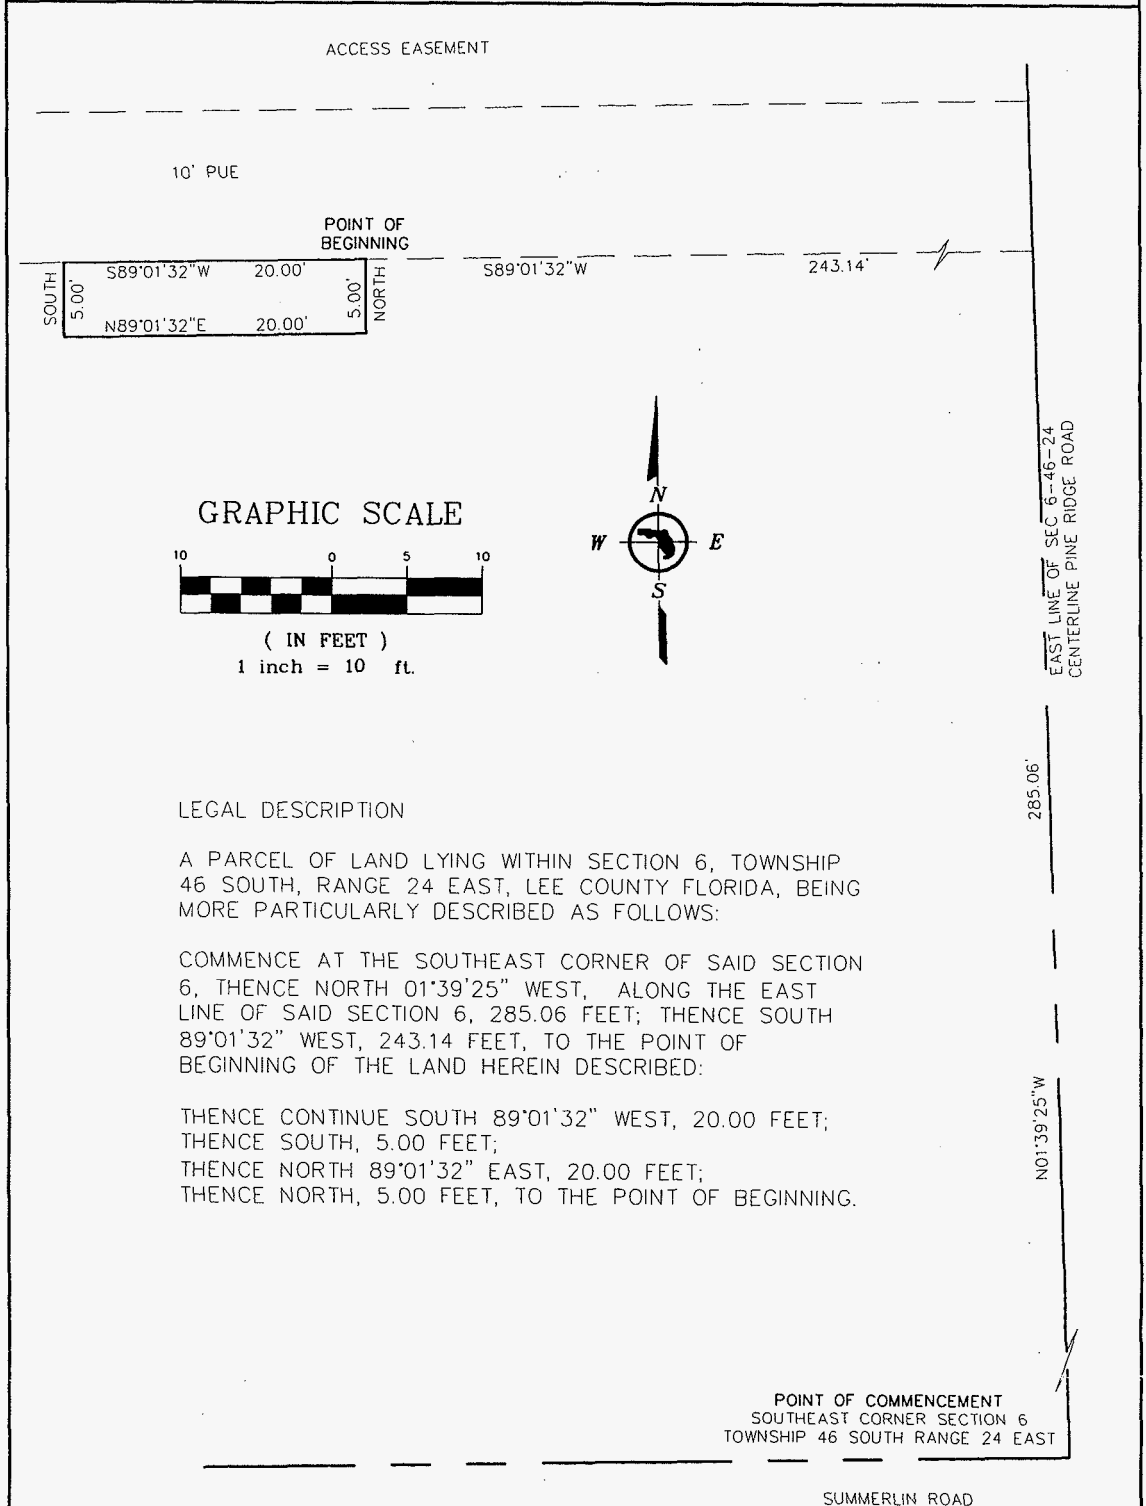 ACCESS EASEMENT
10' PUE
POINT OF
BEGINNING
S89°01'32"W 20.00'
S89°01'32"W 243.14'
SOUTH
5.00'
5.00'
NORTH
N89°01'32"E 20.00'
GRAPHIC SCALE
10 0 5 10
( IN FEET )
1 inch = 10 ft.
N
W E
S
EAST LINE OF SEC 6-46-24
CENTERLINE PINE RIDGE ROAD
285.06'
N01°39'25"W
LEGAL DESCRIPTION
A PARCEL OF LAND LYING WITHIN SECTION 6, TOWNSHIP
46 SOUTH, RANGE 24 EAST, LEE COUNTY FLORIDA, BEING
MORE PARTICULARLY DESCRIBED AS FOLLOWS:
COMMENCE AT THE SOUTHEAST CORNER OF SAID SECTION
6, THENCE NORTH 01°39'25" WEST, ALONG THE EAST
LINE OF SAID SECTION 6, 285.06 FEET; THENCE SOUTH
89°01'32" WEST, 243.14 FEET, TO THE POINT OF
BEGINNING OF THE LAND HEREIN DESCRIBED:
THENCE CONTINUE SOUTH 89°01'32" WEST, 20.00 FEET;
THENCE SOUTH, 5.00 FEET;
THENCE NORTH 89°01'32" EAST, 20.00 FEET;
THENCE NORTH, 5.00 FEET, TO THE POINT OF BEGINNING.
POINT OF COMMENCEMENT
SOUTHEAST CORNER SECTION 6
TOWNSHIP 46 SOUTH RANGE 24 EAST
SUMMERLIN ROAD